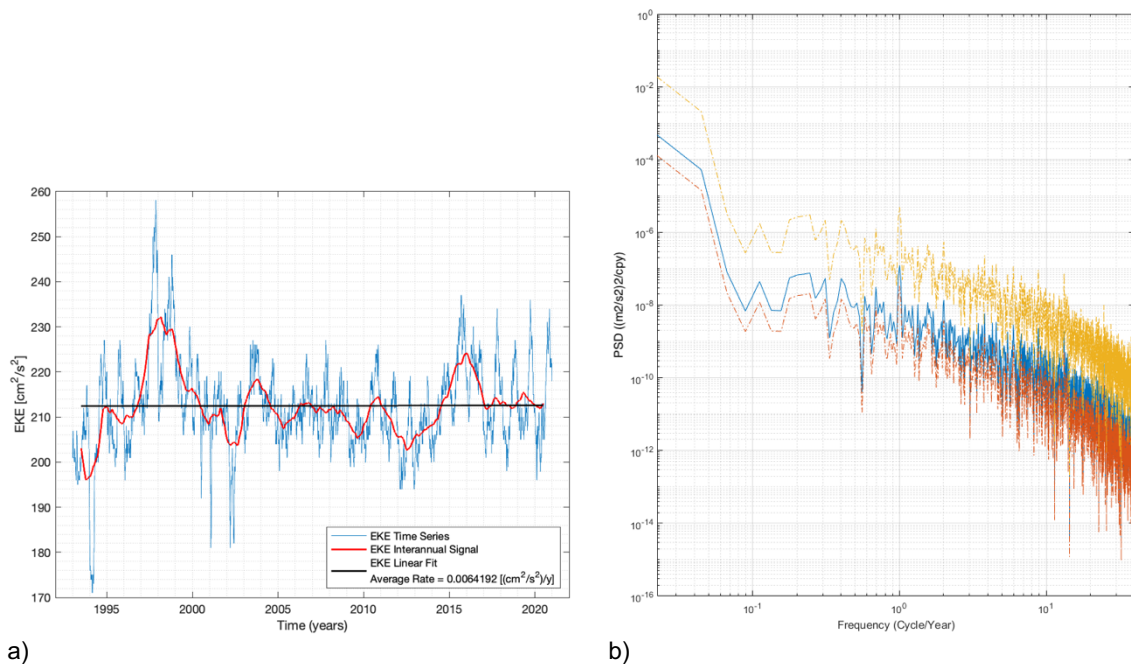 260
250
240
230
220
210
200
190
180
170
EKE [cm²/s²]
1995 2000 2005 2010 2015 2020
Time (years)
EKE Time Series
EKE Interannual Signal
EKE Linear Fit
Average Rate = 0.0064192 [(cm²/s²)/y]
a)
10⁰
10⁻²
10⁻⁴
10⁻⁶
10⁻⁸
10⁻¹⁰
10⁻¹²
10⁻¹⁴
10⁻¹⁶
PSD ((m2/s2)2/cpy)
10⁻¹ 10⁰ 10¹
Frequency (Cycle/Year)
b)